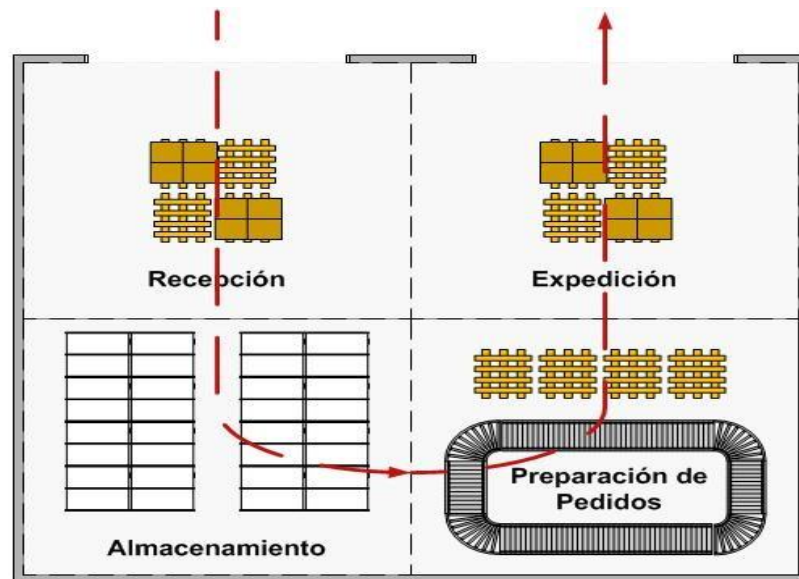 Recepción
Expedición
Almacenamiento
Preparación de
Pedidos